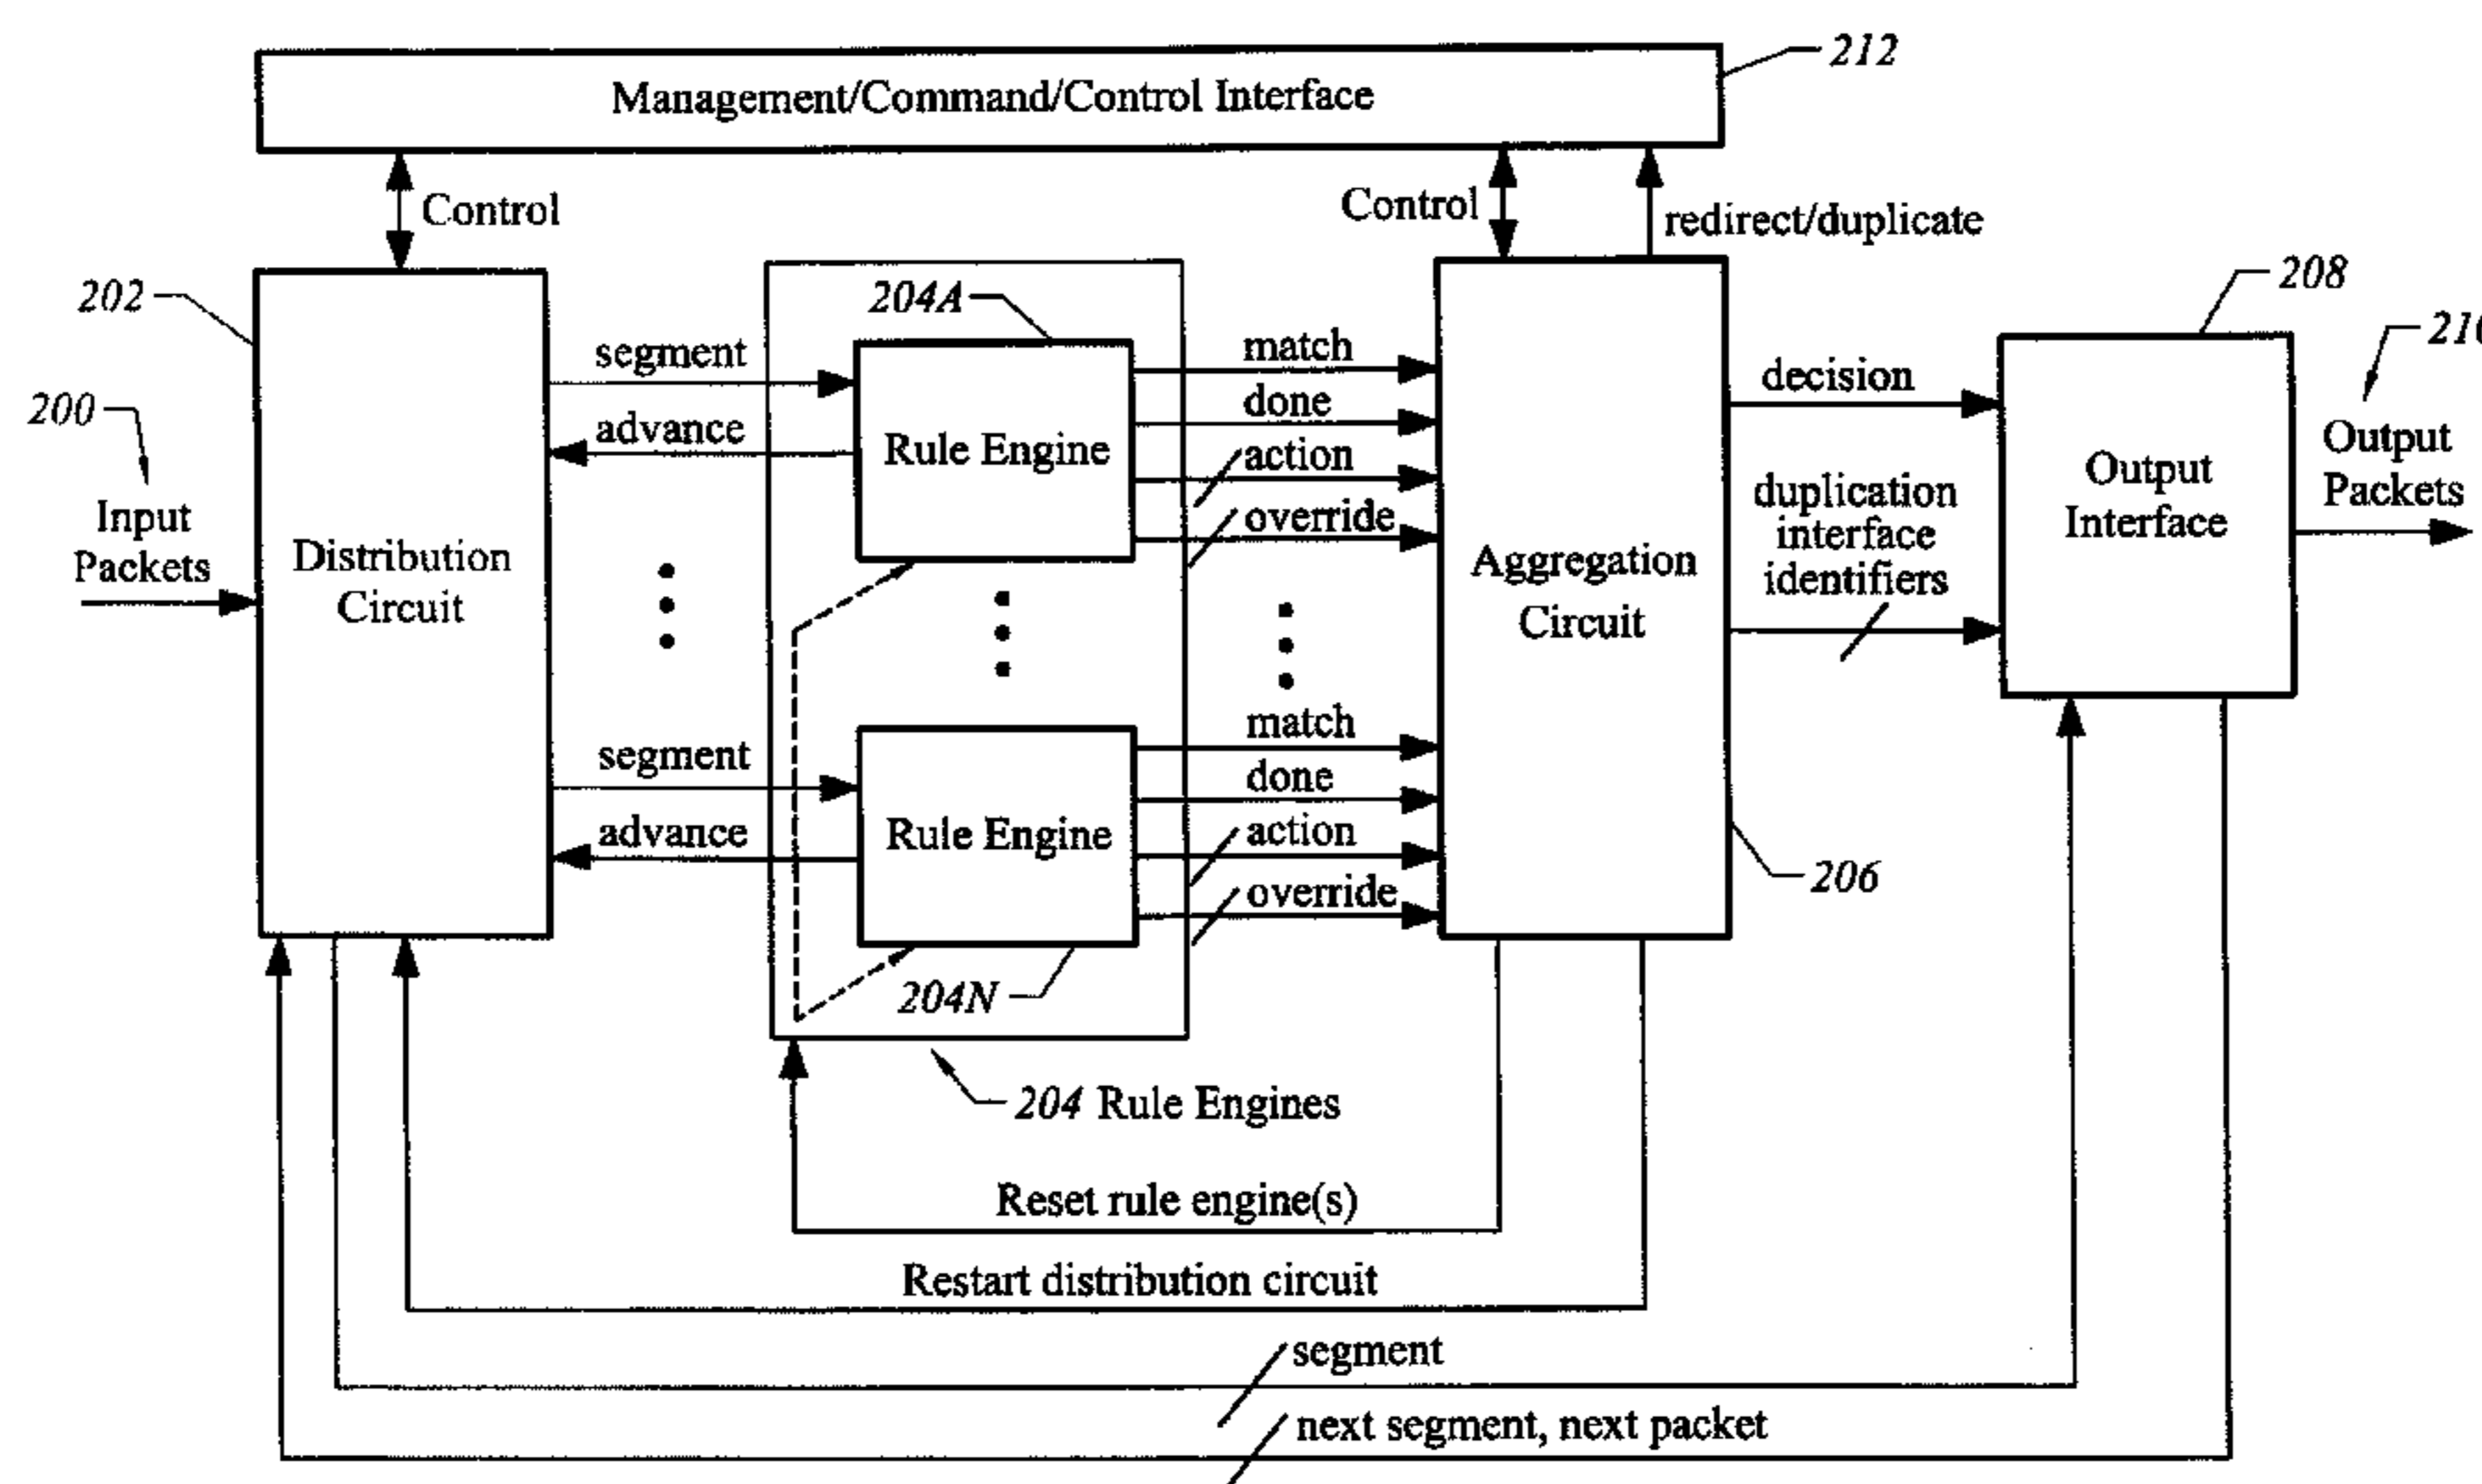 212
Management/Command/Control Interface
Control
Control
redirect/duplicate
202
204A
208
200
segment
match
decision
advance
done
Rule Engine
action
Output
Interface
Output
Packets
Input
Packets
Distribution
Circuit
override
Aggregation
Circuit
duplication
interface
identifiers
segment
match
advance
done
Rule Engine
action
override
206
204N
204 Rule Engines
Reset rule engine(s)
Restart distribution circuit
segment
next segment, next packet